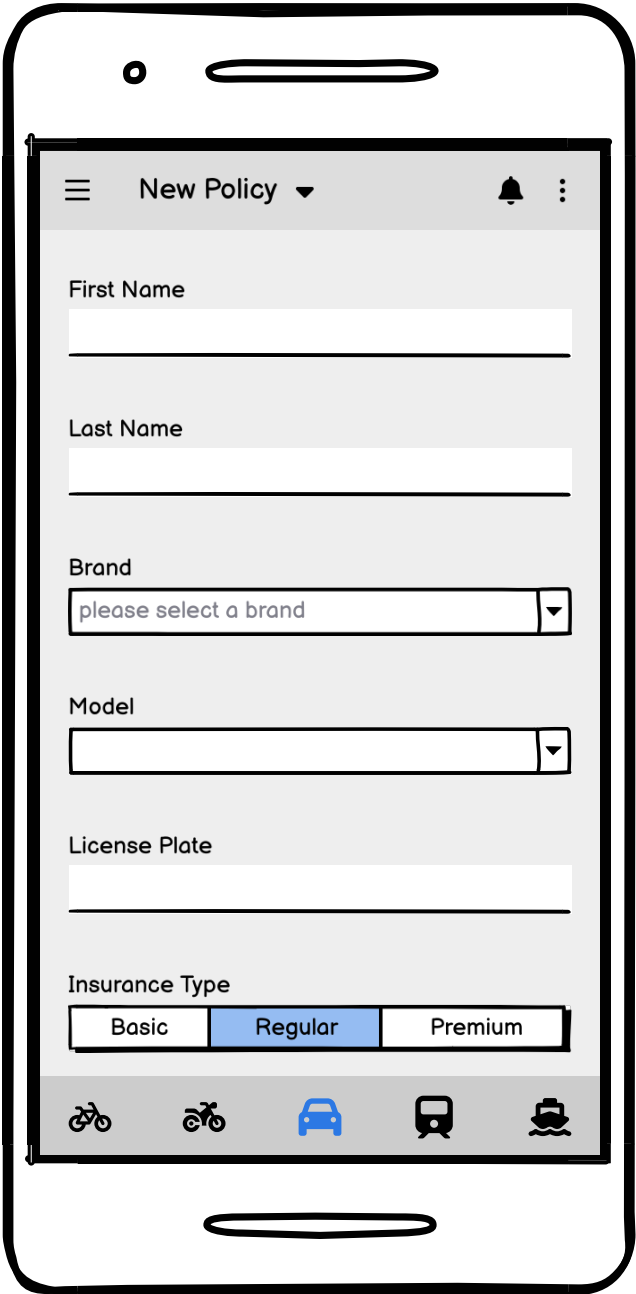 New Policy
First Name
Last Name
Brand
please select a brand
Model
License Plate
Insurance Type
Basic Regular Premium